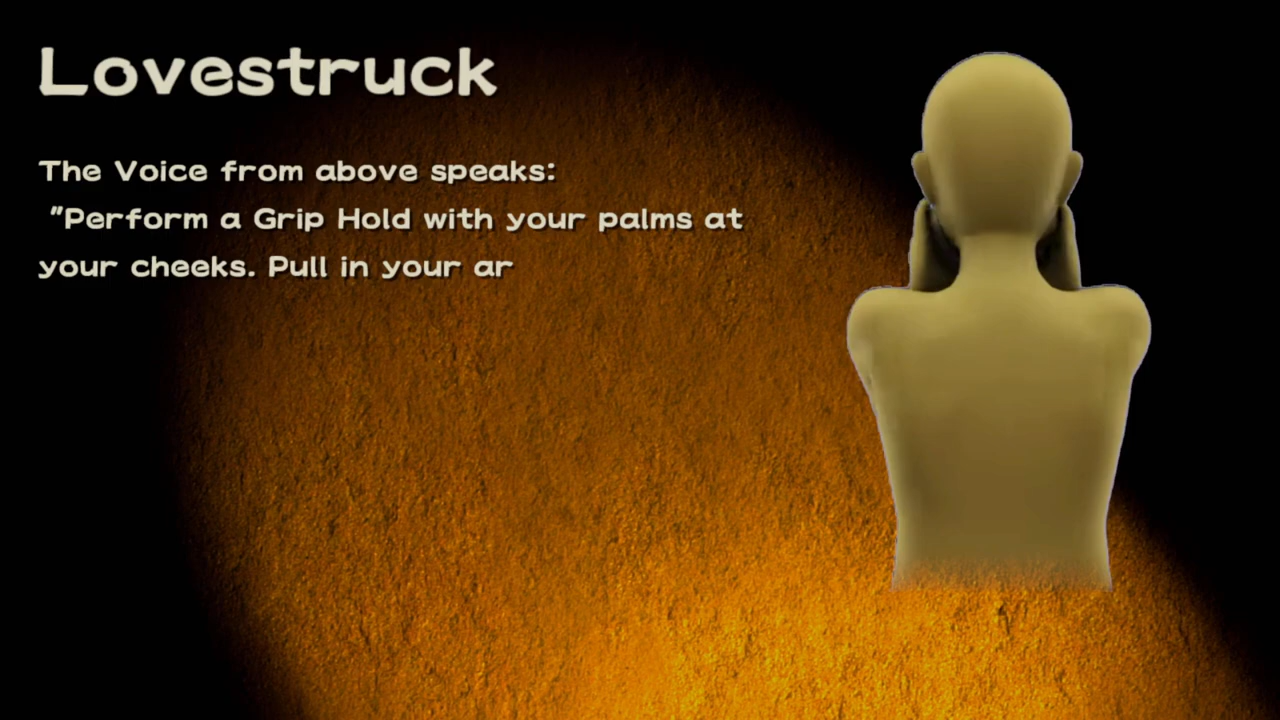 Lovestruck
The Voice from above speaks:
"Perform a Grip Hold with your palms at
your cheeks. Pull in your ar